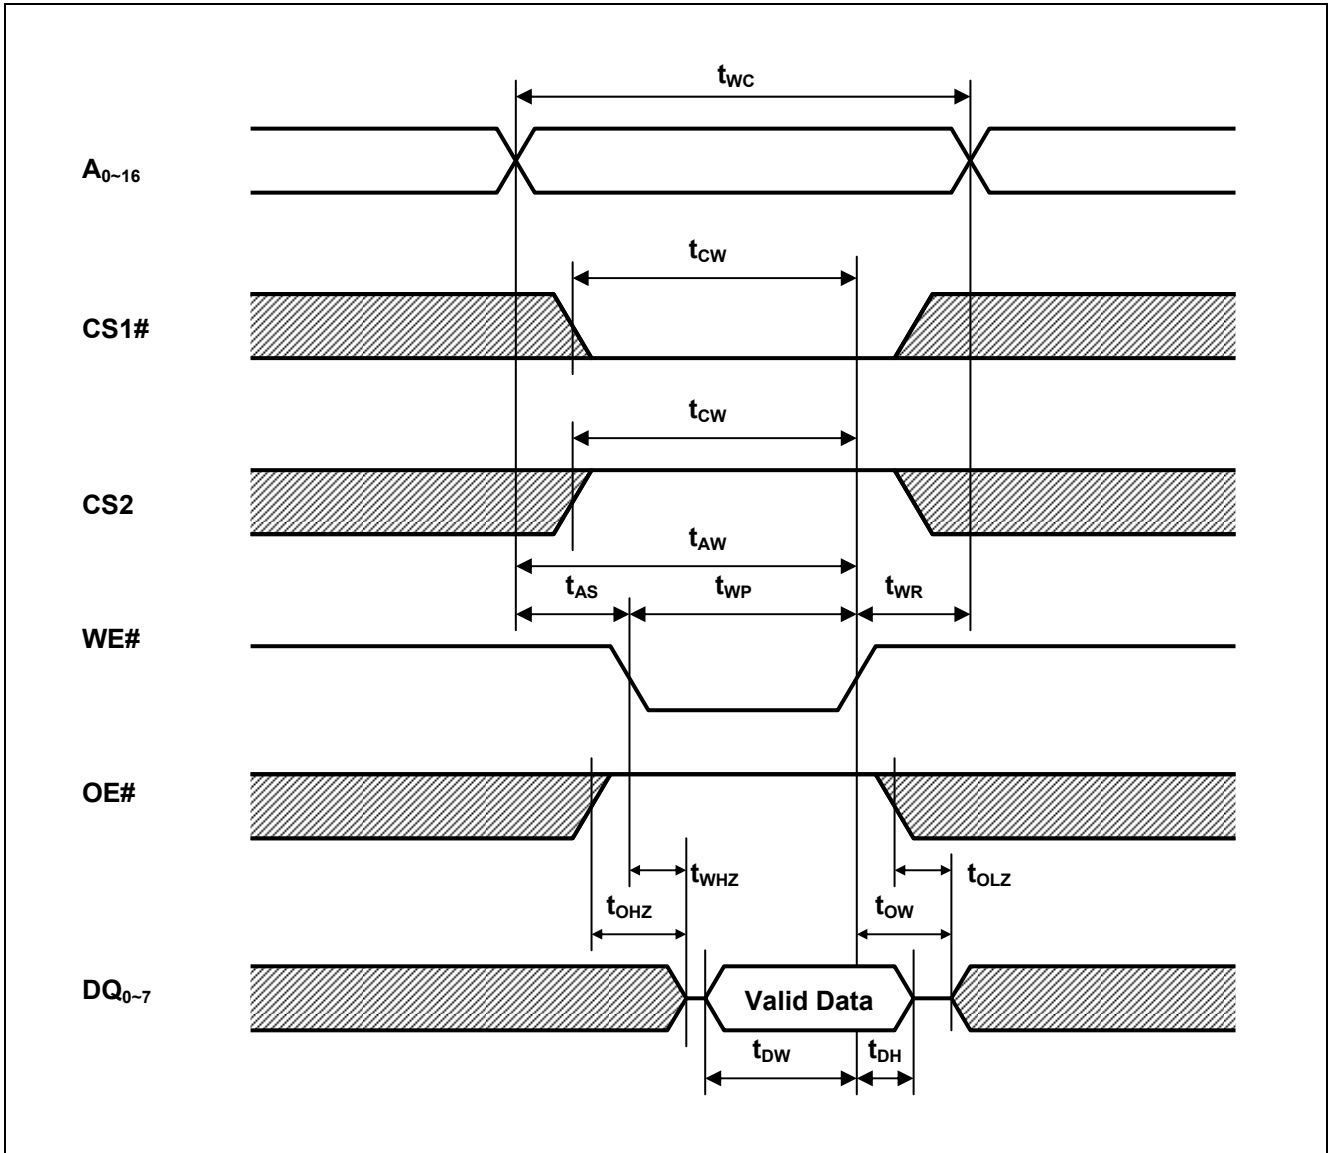 tWC
A0~16
tCW
CS1#
tCW
CS2
tAW
tAS tWP tWR
WE#
OE#
tWHZ tOLZ
tOHZ tOW
DQ0~7 Valid Data
tDW tDH